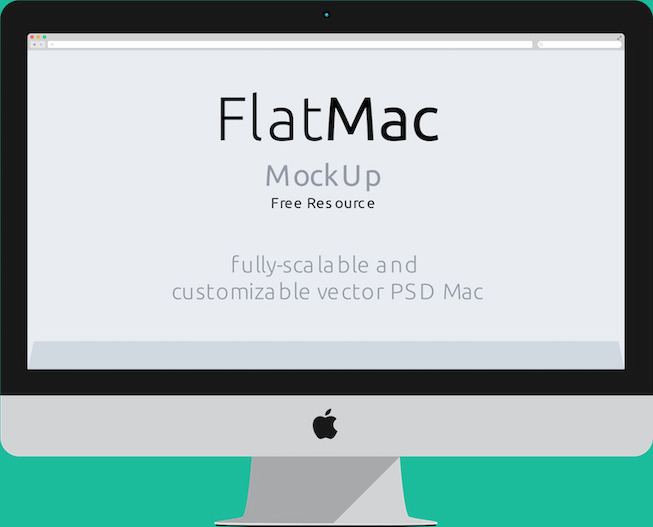 FlatMac
MockUp
Free Resource
fully-scalable and
customizable vector PSD Mac